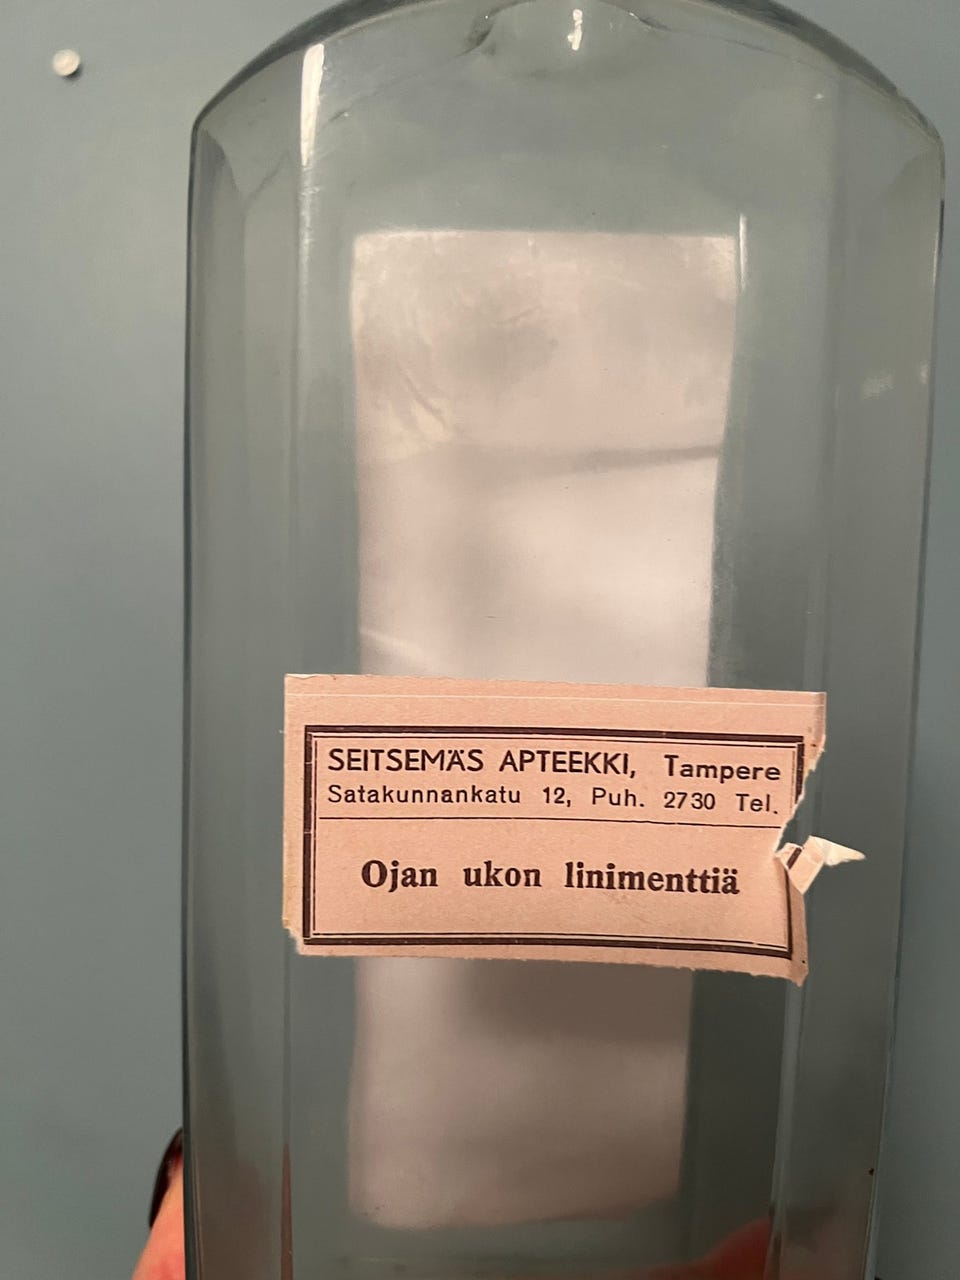 SEITSEMÄS APTEEKKI, Tampere
Satakunnankatu 12, Puh. 2730 Tel.
Ojan ukon linimenttiä